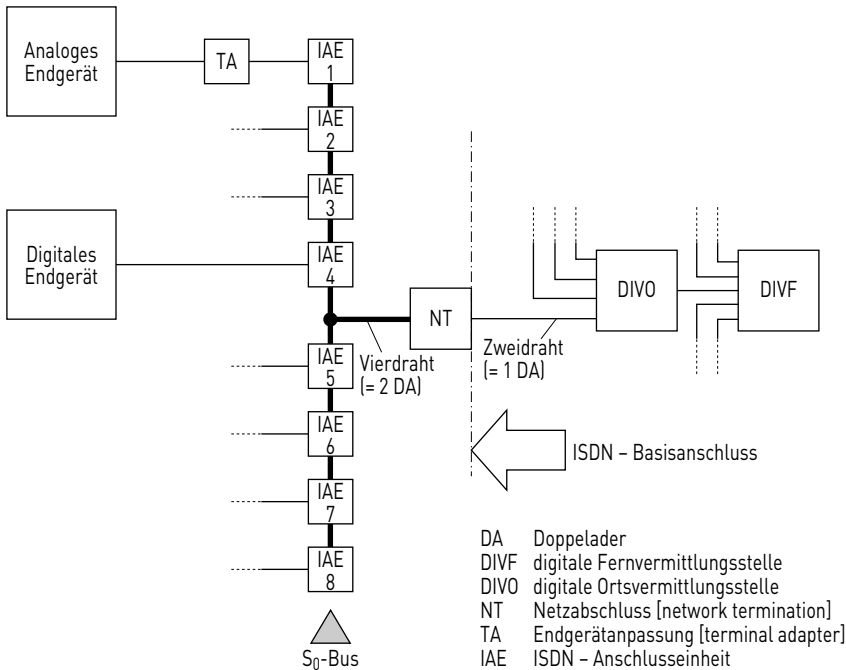 Analoges
Endgerät
TA
IAE
1
IAE
2
IAE
3
Digitales
Endgerät
IAE
4
NT
DIVO
DIVF
Vierdraht
(= 2 DA)
Zweidraht
(= 1 DA)
IAE
5
IAE
6
ISDN – Basisanschluss
IAE
7
IAE
8
S₀-Bus
DA Doppelader
DIVF digitale Fernvermittlungsstelle
DIVO digitale Ortsvermittlungsstelle
NT Netzabschluss [network termination]
TA Endgerätanpassung [terminal adapter]
IAE ISDN – Anschlusseinheit